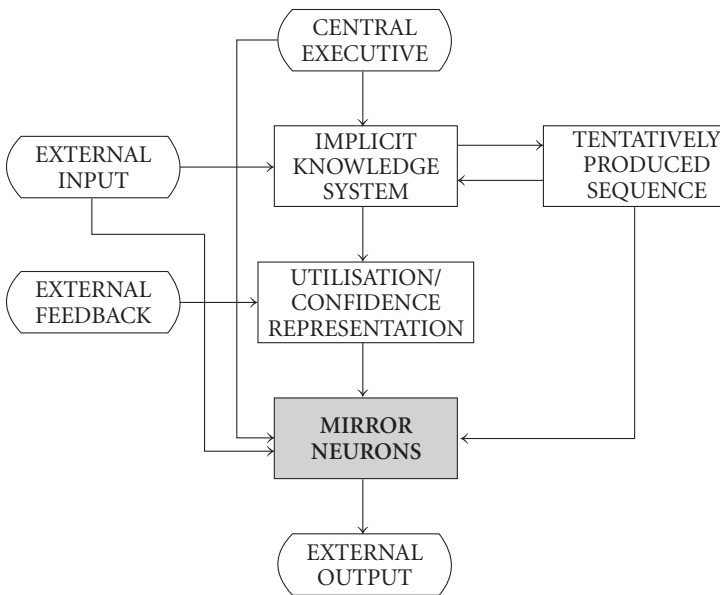 CENTRAL
EXECUTIVE
EXTERNAL
INPUT
IMPLICIT
KNOWLEDGE
SYSTEM
TENTATIVELY
PRODUCED
SEQUENCE
EXTERNAL
FEEDBACK
UTILISATION/
CONFIDENCE
REPRESENTATION
MIRROR
NEURONS
EXTERNAL
OUTPUT